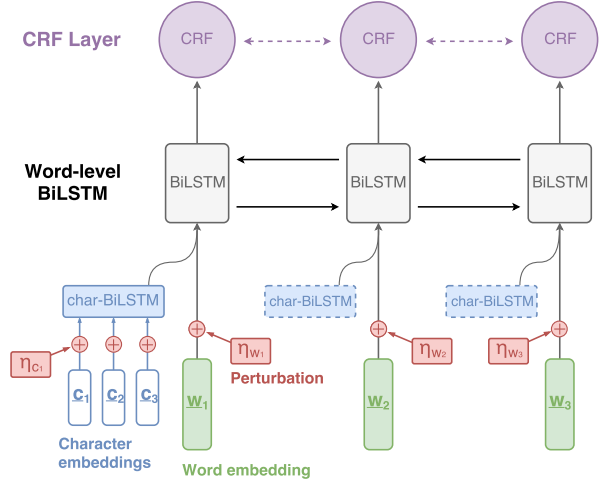 CRF Layer
CRF
CRF
CRF
Word-level
BiLSTM
BiLSTM
BiLSTM
BiLSTM
char-BiLSTM
char-BiLSTM
char-BiLSTM
ηc1
ηw1
ηw2
ηw3
Perturbation
c1
c2
c3
w1
w2
w3
Character
embeddings
Word embedding